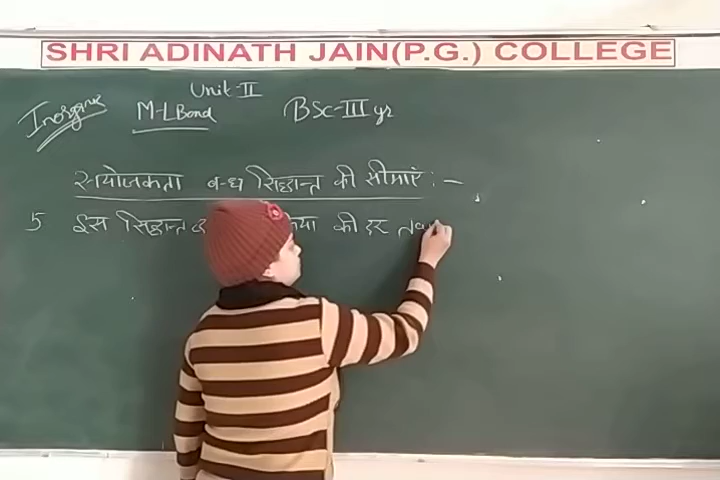 SHRI ADINATH JAIN(P.G.) COLLEGE
Unit-II
Inorganic M-L Bond BSc-III yr
संयोजकता बन्ध सिद्धान्त की सीमाएं :-
5 इस सिद्धान्त की दर